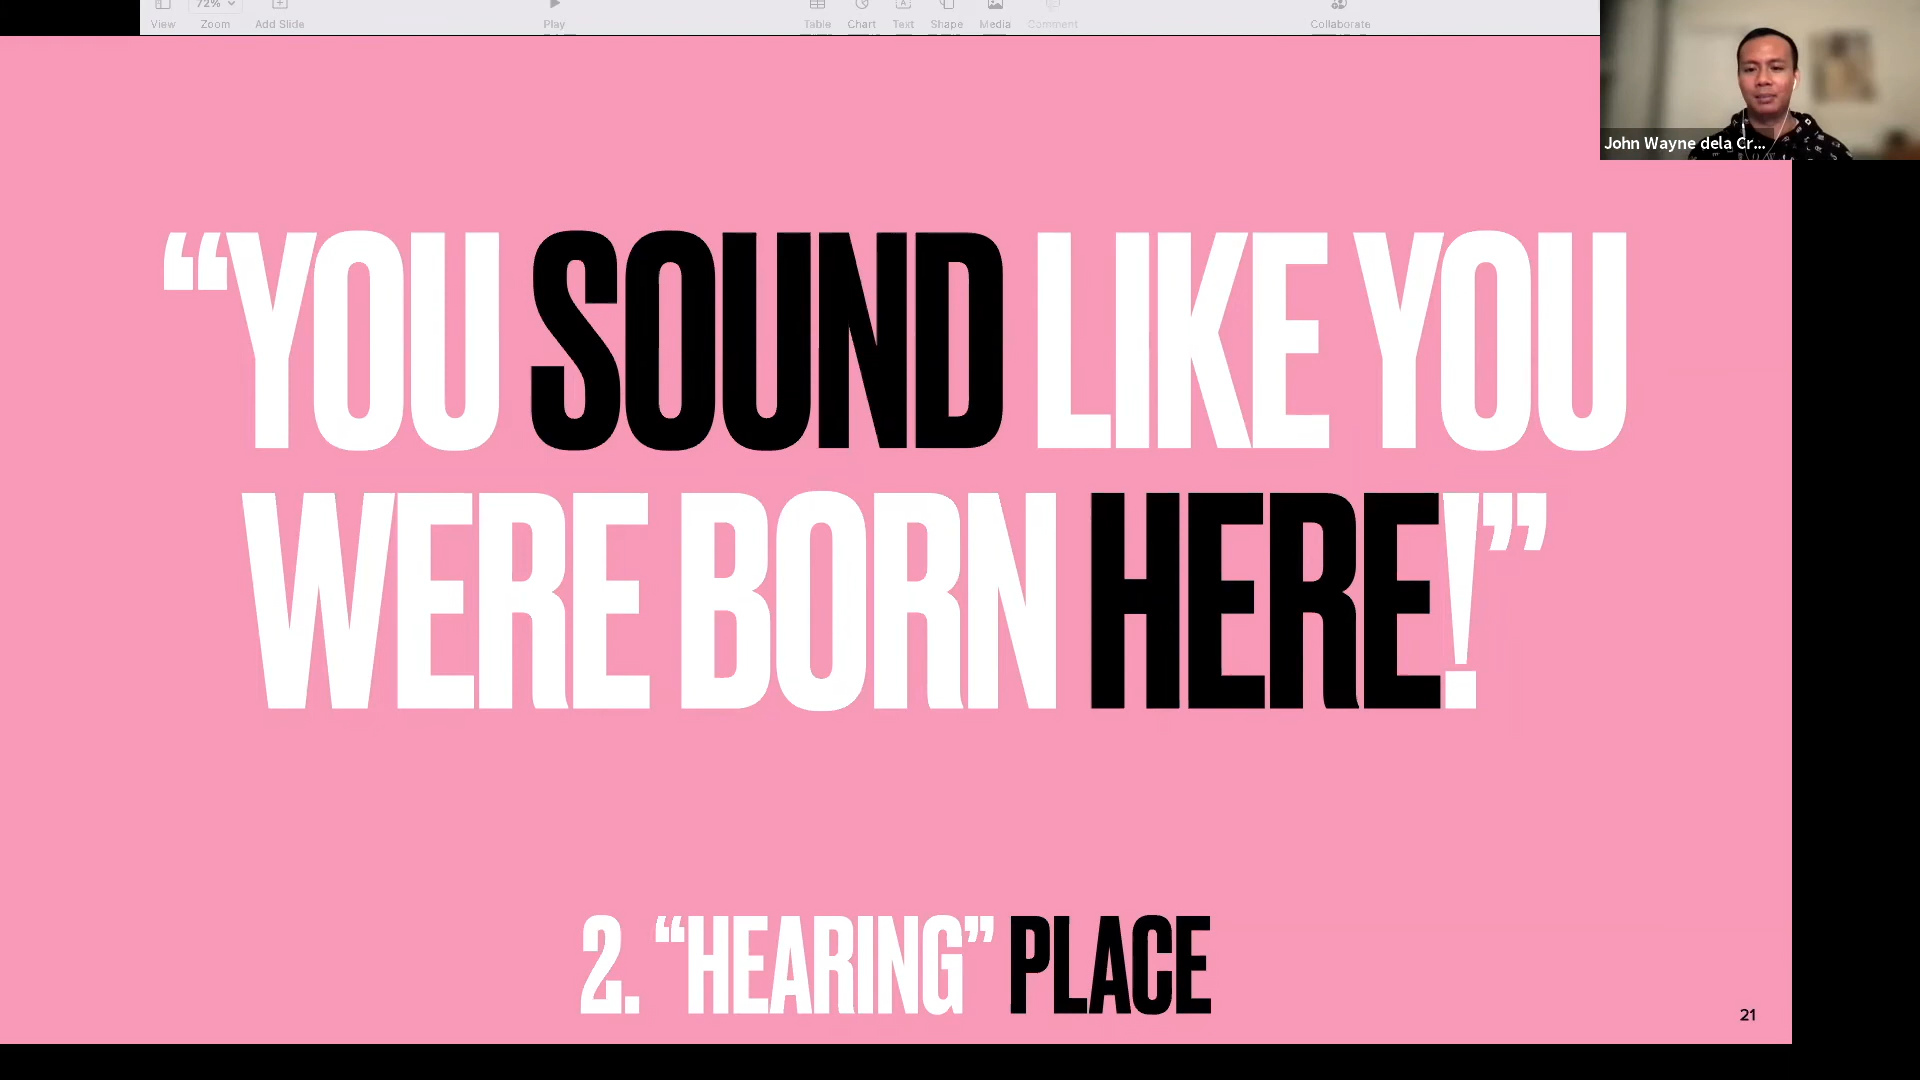 72%
View Zoom Add Slide Play Table Chart Text Shape Media Comment Collaborate
John Wayne dela Cr...
“YOU SOUND LIKE YOU
WERE BORN HERE!”
2. “HEARING” PLACE
21